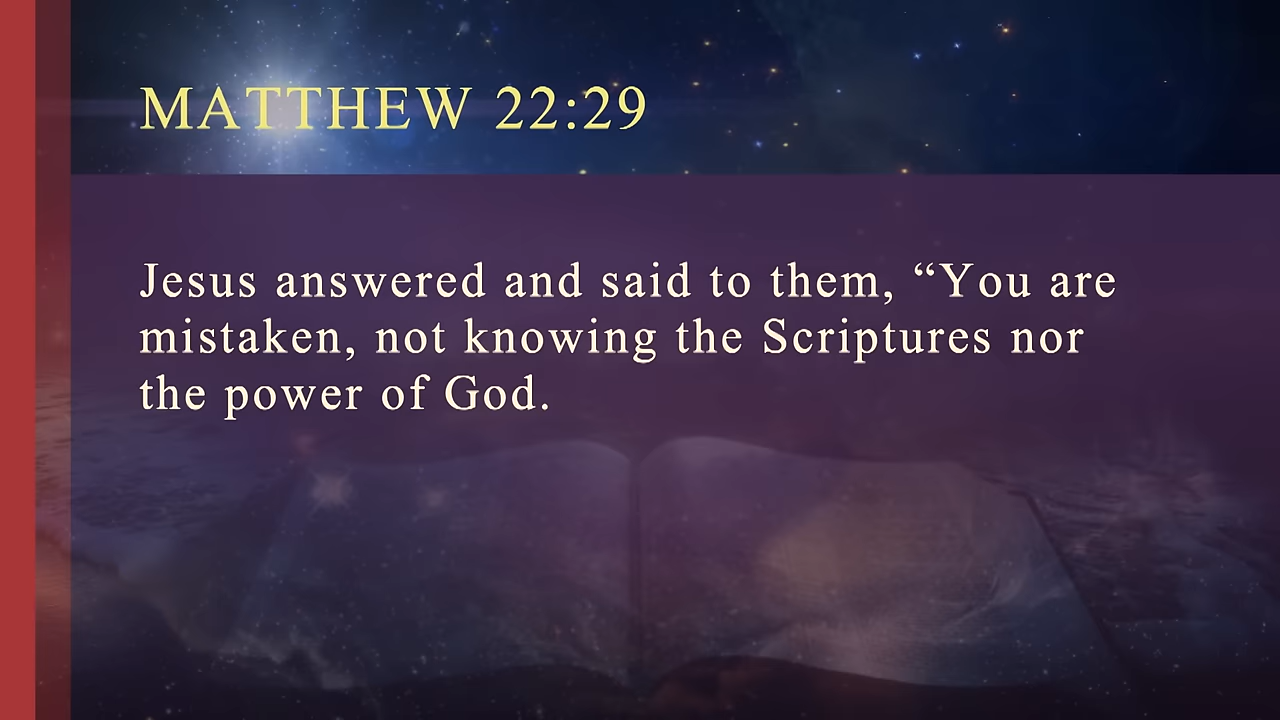 MATTHEW 22:29
Jesus answered and said to them, “You are
mistaken, not knowing the Scriptures nor
the power of God.